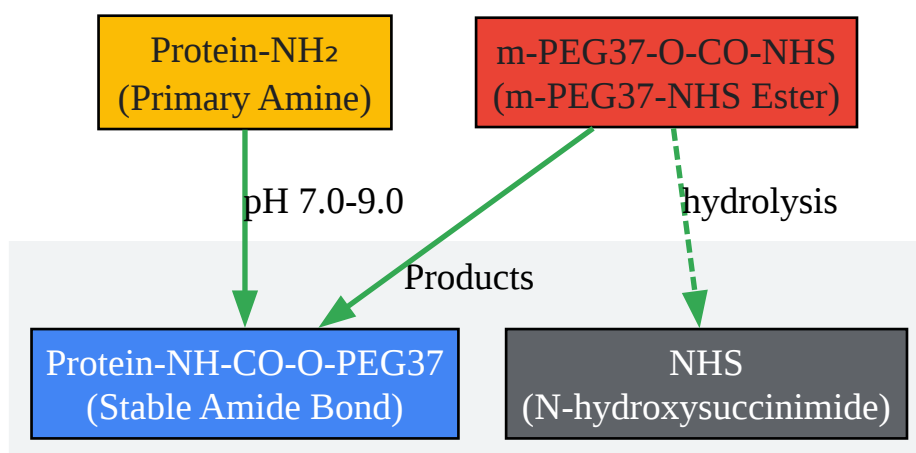 Protein-NH₂
(Primary Amine)
m-PEG37-O-CO-NHS
(m-PEG37-NHS Ester)
pH 7.0-9.0
hydrolysis
Products
Protein-NH-CO-O-PEG37
(Stable Amide Bond)
NHS
(N-hydroxysuccinimide)